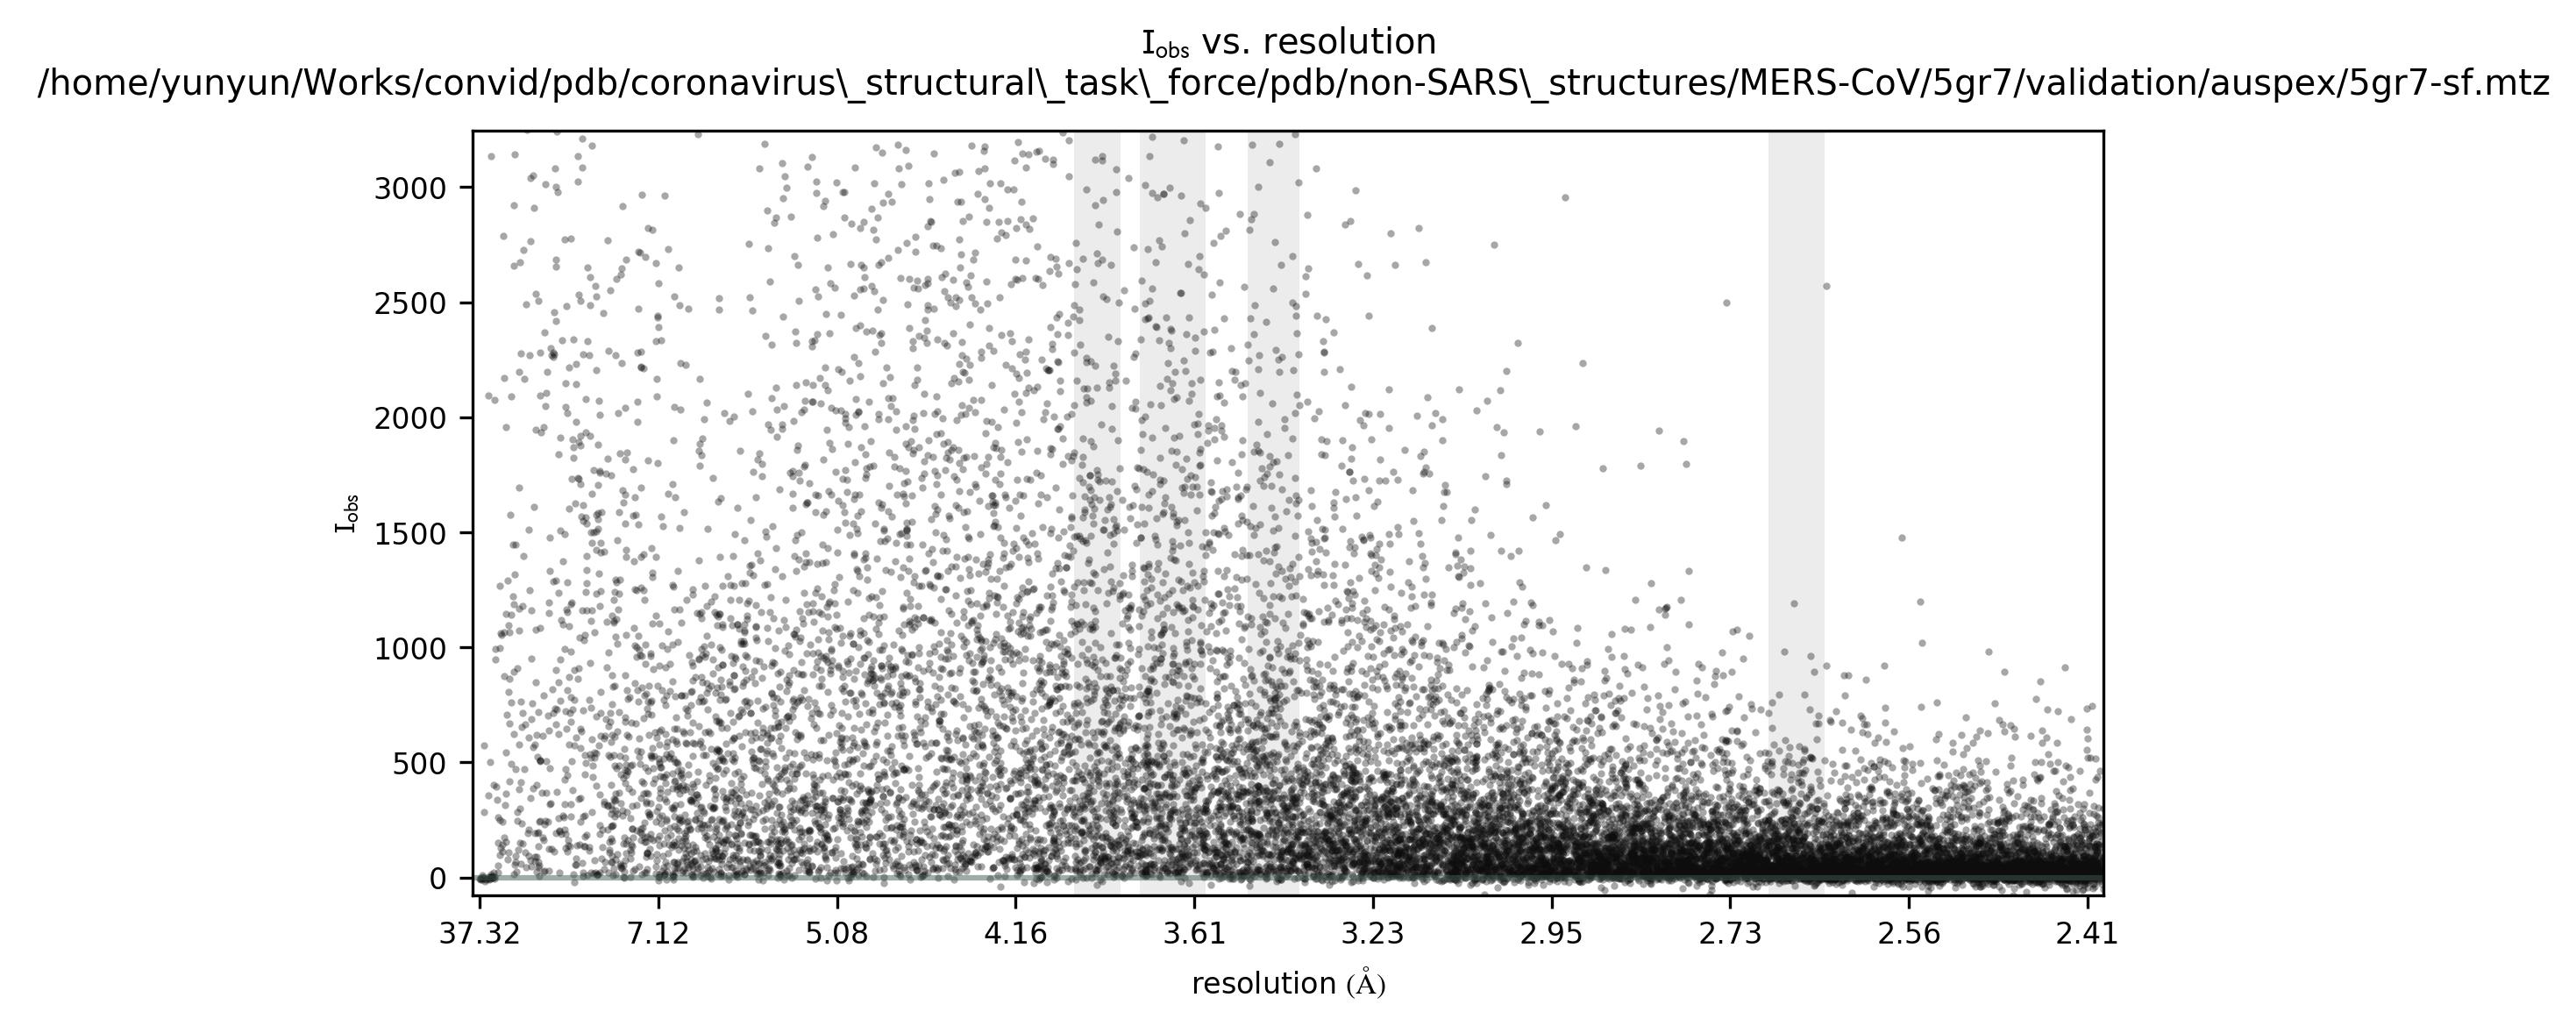 I_obs vs. resolution
/home/yunyun/Works/convid/pdb/coronavirus\_structural\_task\_force/pdb/non-SARS\_structures/MERS-CoV/5gr7/validation/auspex/5gr7-sf.mtz
3000
2500
2000
1500
1000
500
0
I_obs
37.32 7.12 5.08 4.16 3.61 3.23 2.95 2.73 2.56 2.41
resolution (Å)